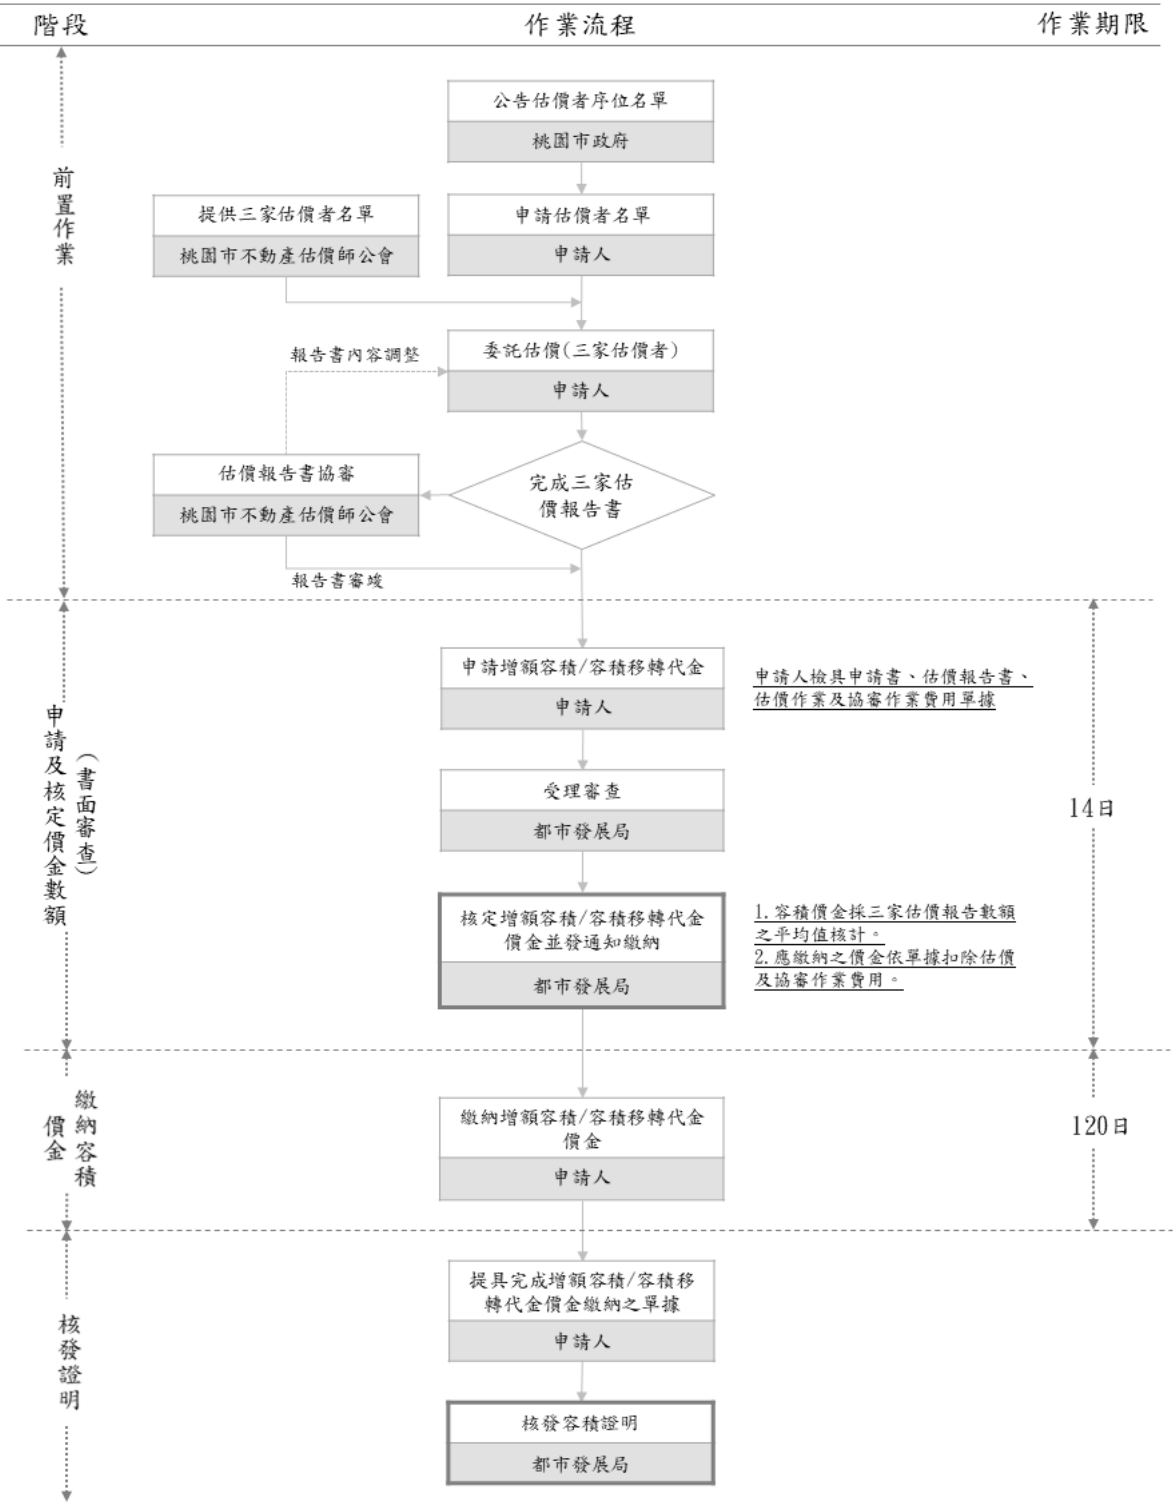 階段
作業流程
作業期限
前置作業
公告估價者序位名單
桃園市政府
提供三家估價者名單
桃園市不動產估價師公會
申請估價者名單
申請人
報告書內容調整
委託估價(三家估價者)
申請人
估價報告書協審
桃園市不動產估價師公會
完成三家估
價報告書
報告書審竣
申請及核定價金數額
(書面審查)
申請增額容積/容積移轉代金
申請人
申請人檢具申請書、估價報告書、
估價作業及協審作業費用單據
受理審查
都市發展局
14日
核定增額容積/容積移轉代金
價金並發通知繳納
都市發展局
1.容積價金採三家估價報告數額
之平均值核計。
2.應繳納之價金依單據扣除估價
及協審作業費用。
繳納容積
價金
繳納增額容積/容積移轉代金
價金
申請人
120日
核發證明
提具完成增額容積/容積移
轉代金價金繳納之單據
申請人
核發容積證明
都市發展局